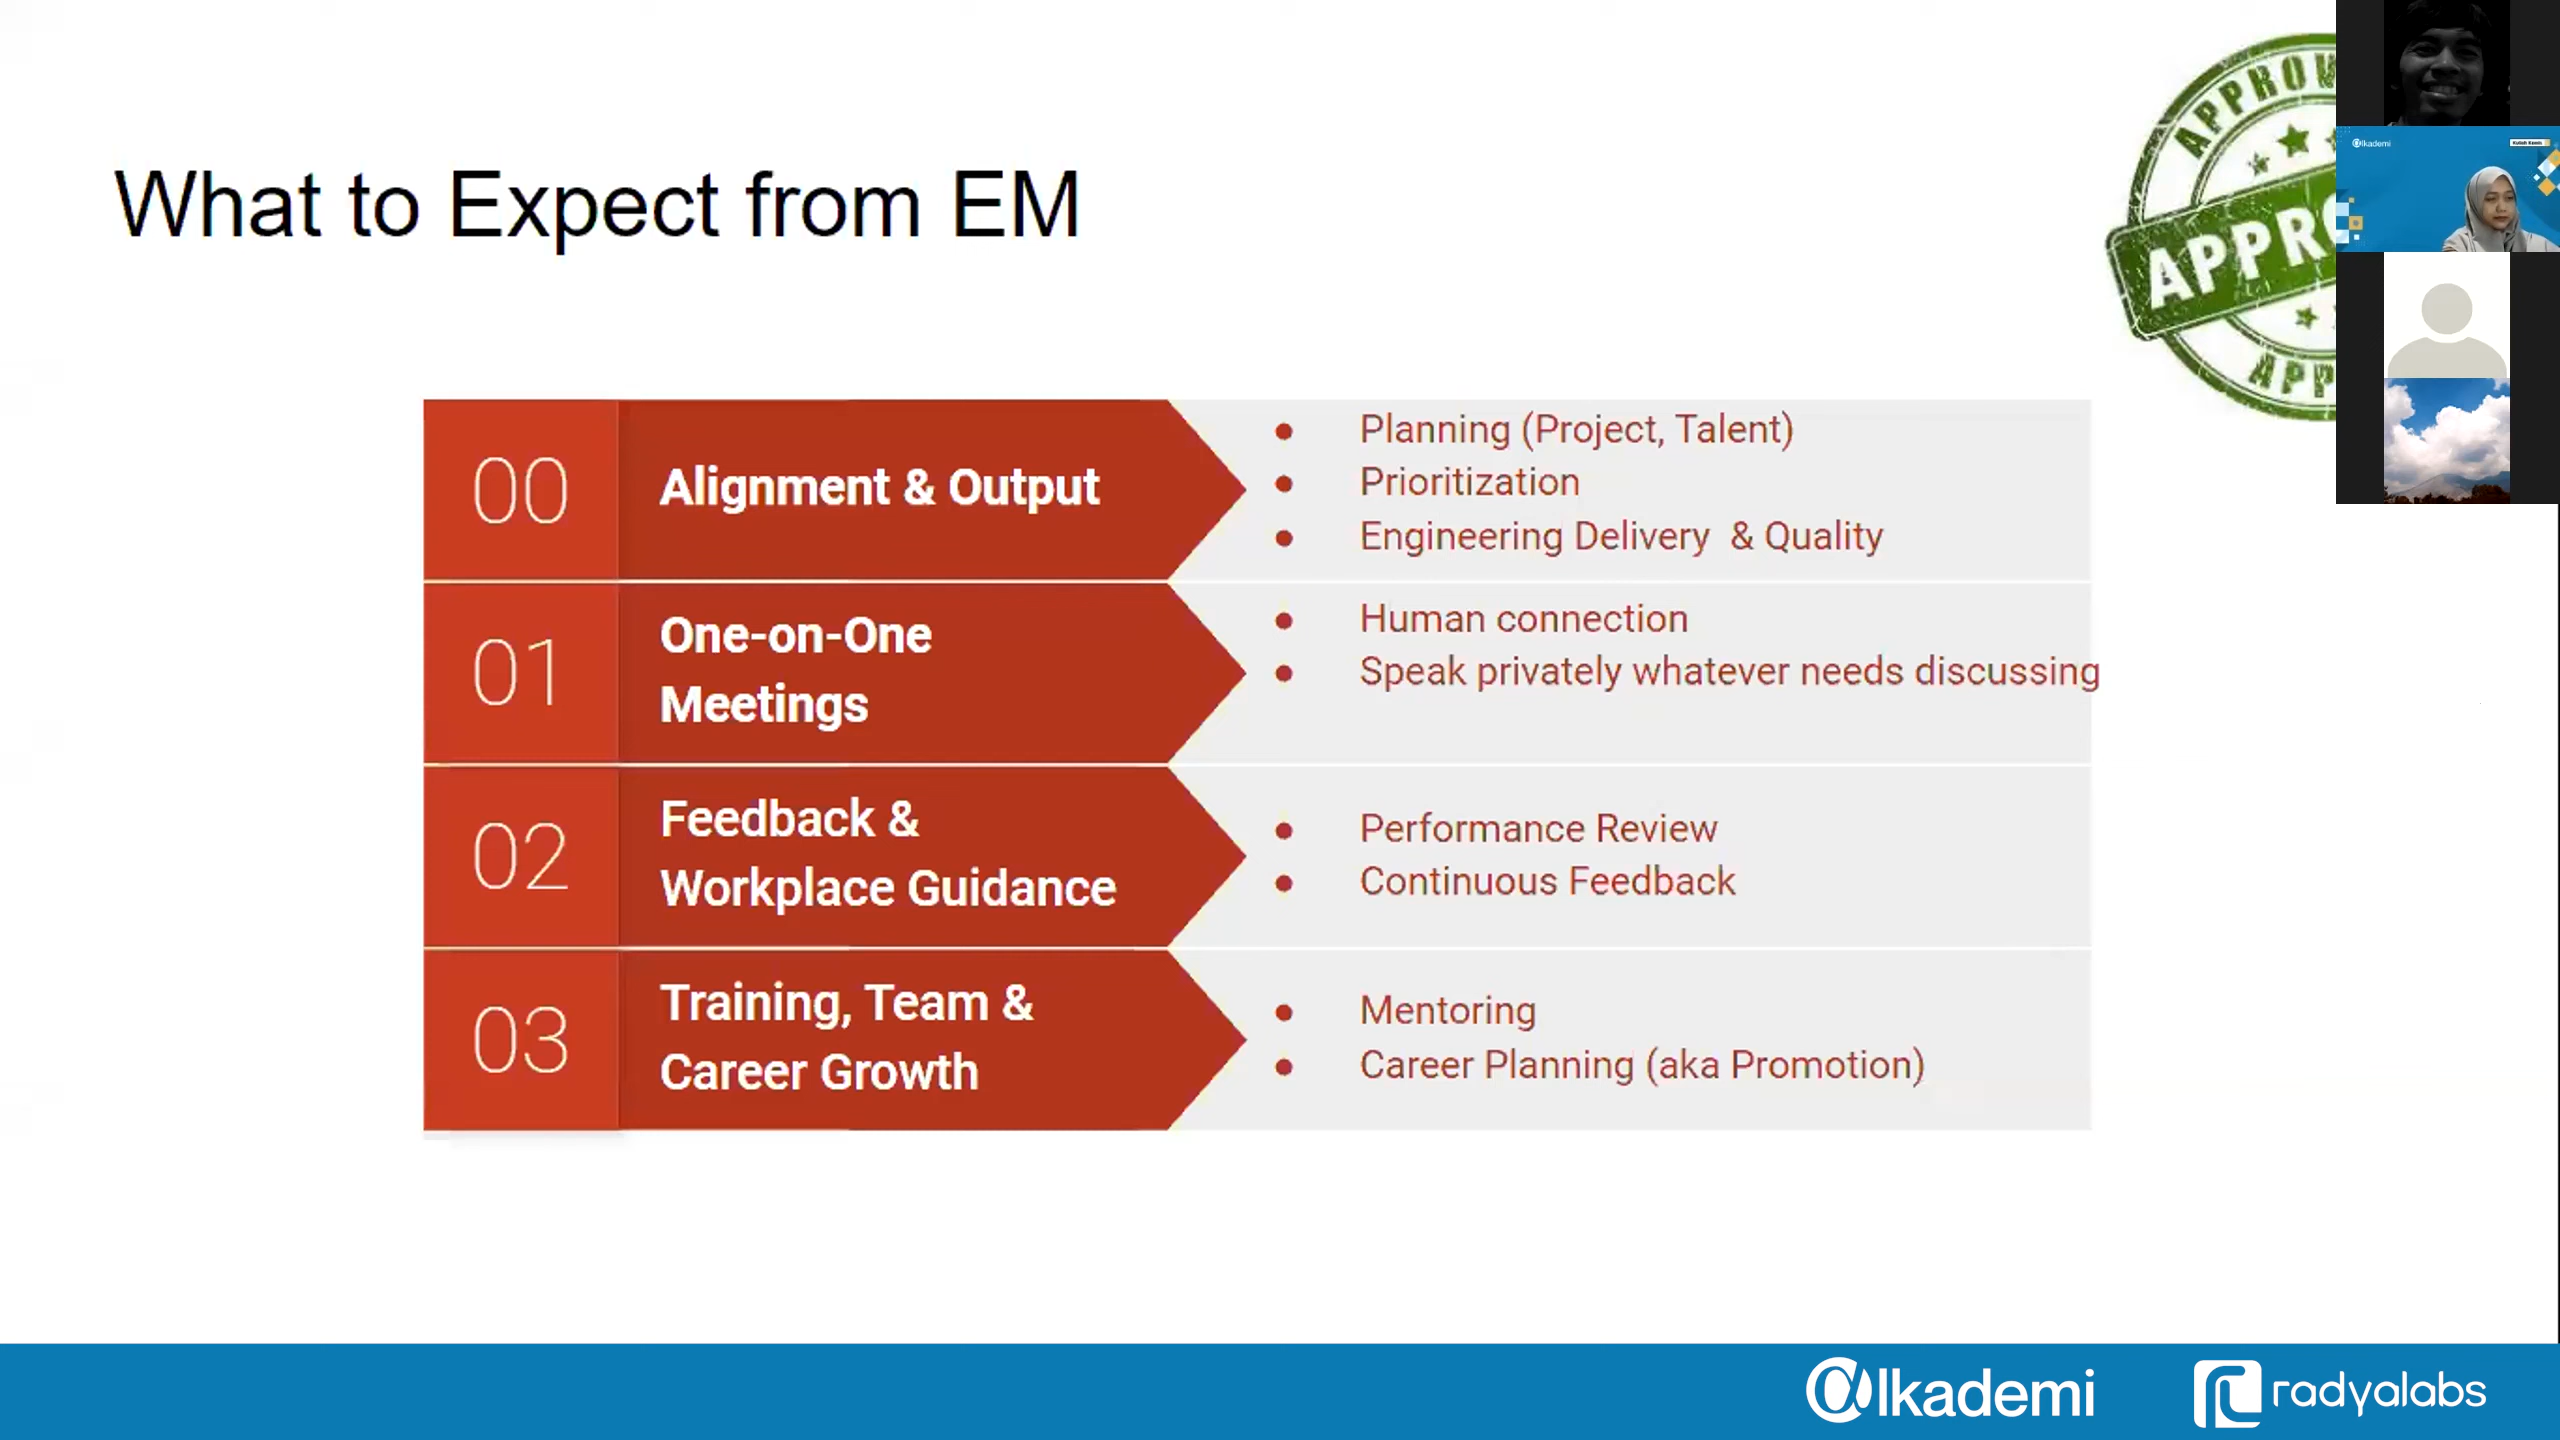 What to Expect from EM
APPROV
APPRO
APP
lkademi
00
Alignment & Output
• Planning (Project, Talent)
• Prioritization
• Engineering Delivery & Quality
01
One-on-One
Meetings
• Human connection
• Speak privately whatever needs discussing
02
Feedback &
Workplace Guidance
• Performance Review
• Continuous Feedback
03
Training, Team &
Career Growth
• Mentoring
• Career Planning (aka Promotion)
αlkademi
radyalabs